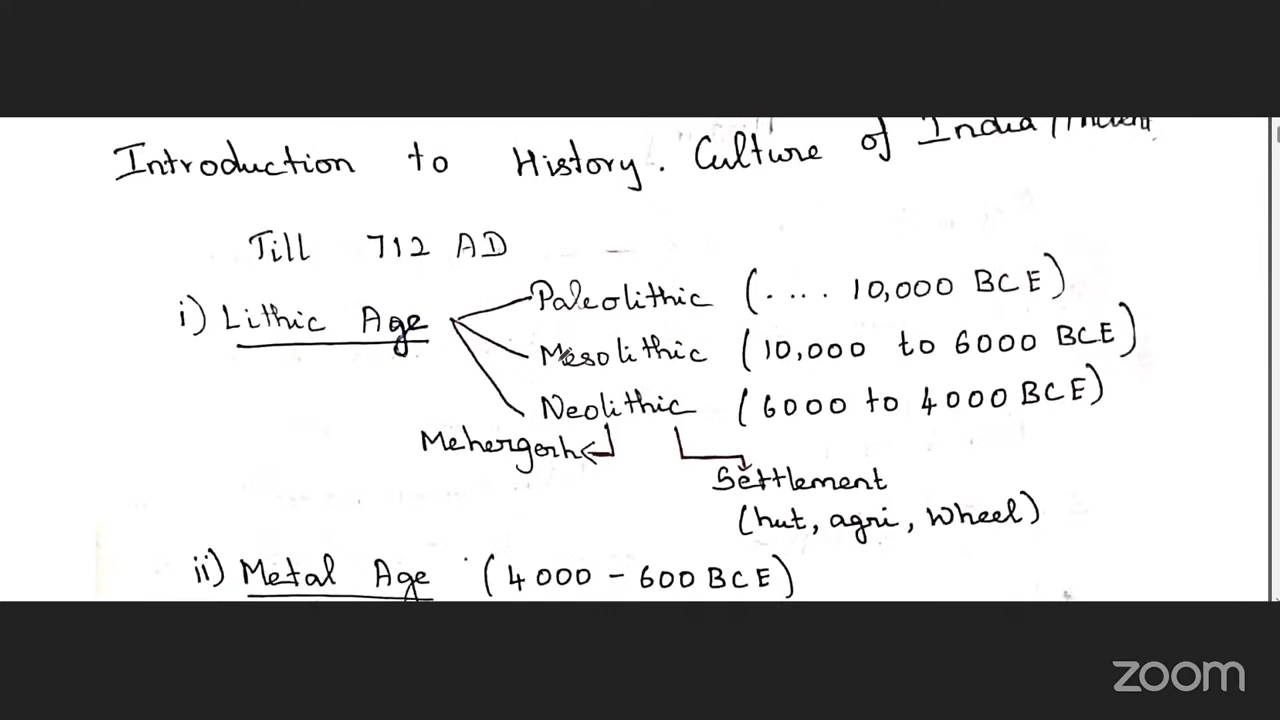 Introduction to History. Culture of India /
Till 712 AD
i) Lithic Age
Paleolithic (.... 10,000 BCE)
Mesolithic (10,000 to 6000 BCE)
Neolithic (6000 to 4000 BCE)
Mehergarh
Settlement
(hut, agri, wheel)
ii) Metal Age (4000 - 600 BCE)
zoom